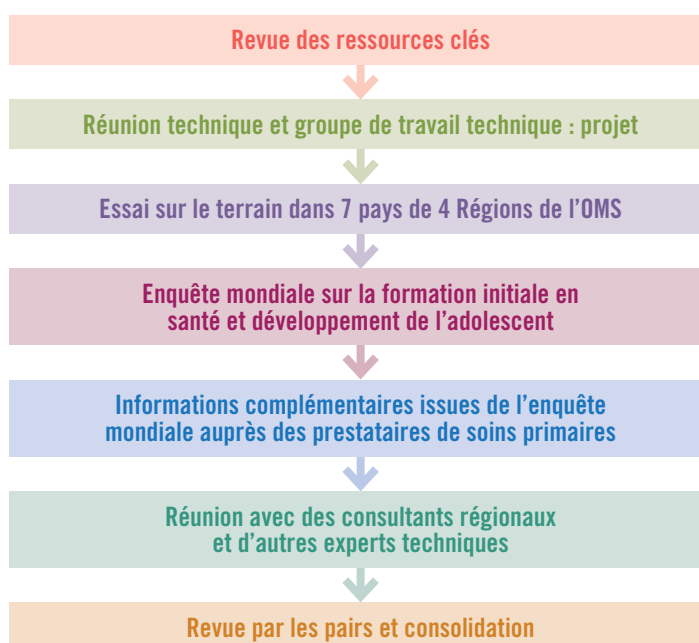 Revue des ressources clés
Réunion technique et groupe de travail technique : projet
Essai sur le terrain dans 7 pays de 4 Régions de l’OMS
Enquête mondiale sur la formation initiale en
santé et développement de l’adolescent
Informations complémentaires issues de l’enquête
mondiale auprès des prestataires de soins primaires
Réunion avec des consultants régionaux
et d’autres experts techniques
Revue par les pairs et consolidation